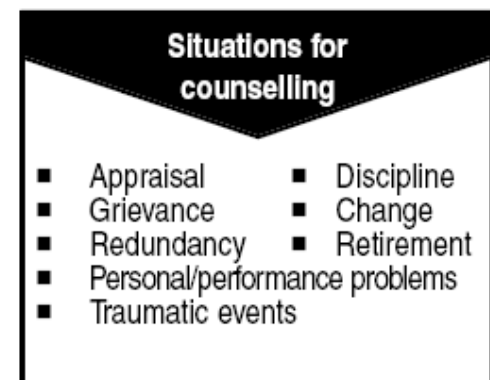 Situations for
counselling
■ Appraisal ■ Discipline
■ Grievance ■ Change
■ Redundancy ■ Retirement
■ Personal/performance problems
■ Traumatic events